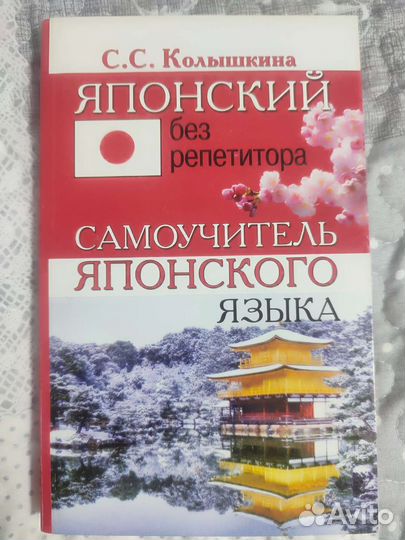 С.С. Колышкина
ЯПОНСКИЙ
без
репетитора
САМОУЧИТЕЛЬ
ЯПОНСКОГО
ЯЗЫКА
Avito